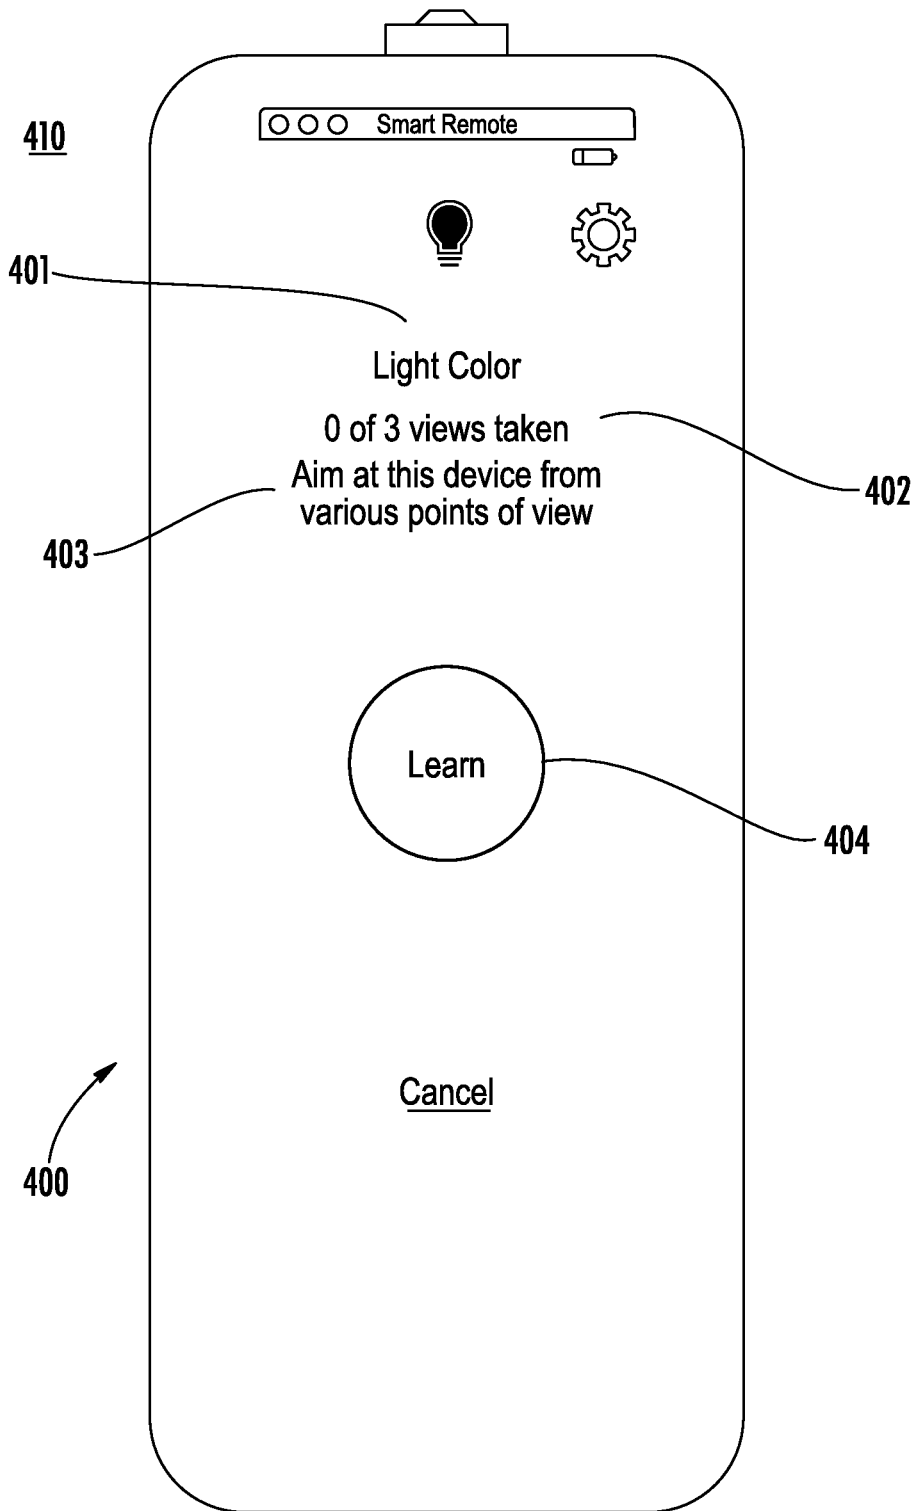 Smart Remote
410
401
Light Color
0 of 3 views taken
402
Aim at this device from
various points of view
403
Learn
404
Cancel
400